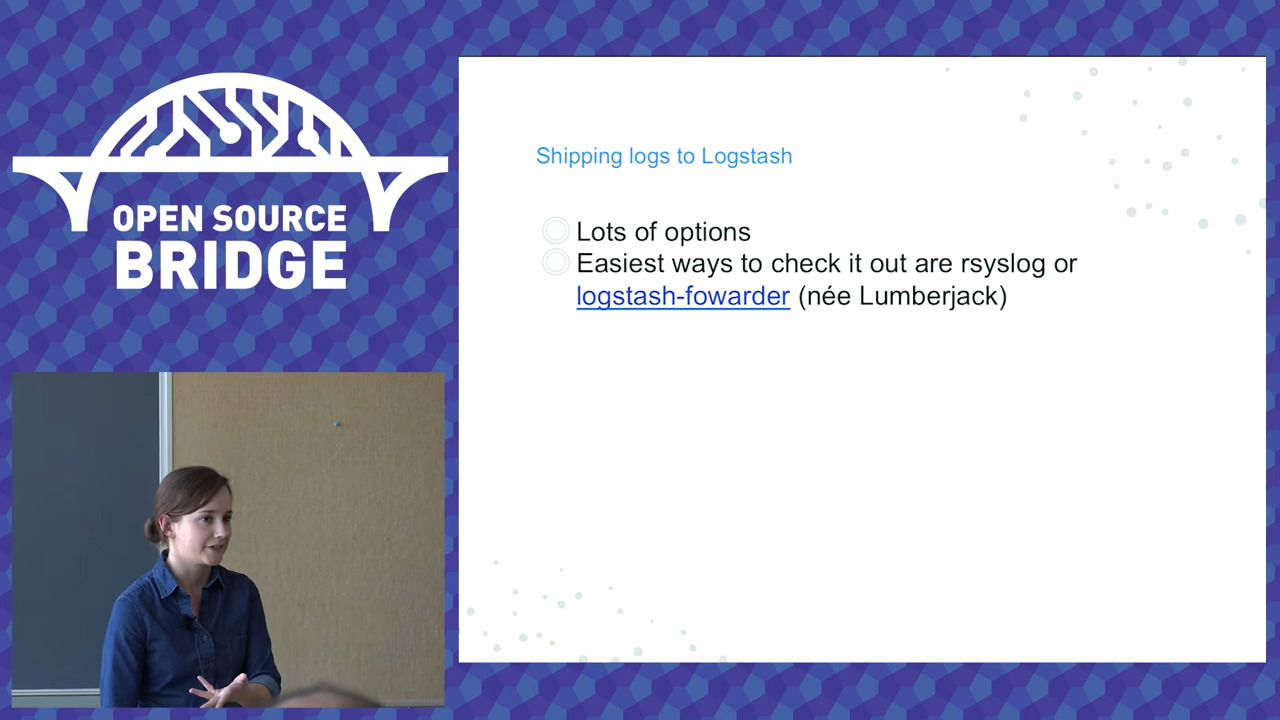 OPEN SOURCE
BRIDGE
Shipping logs to Logstash
Lots of options
Easiest ways to check it out are rsyslog or
logstash-fowarder (née Lumberjack)